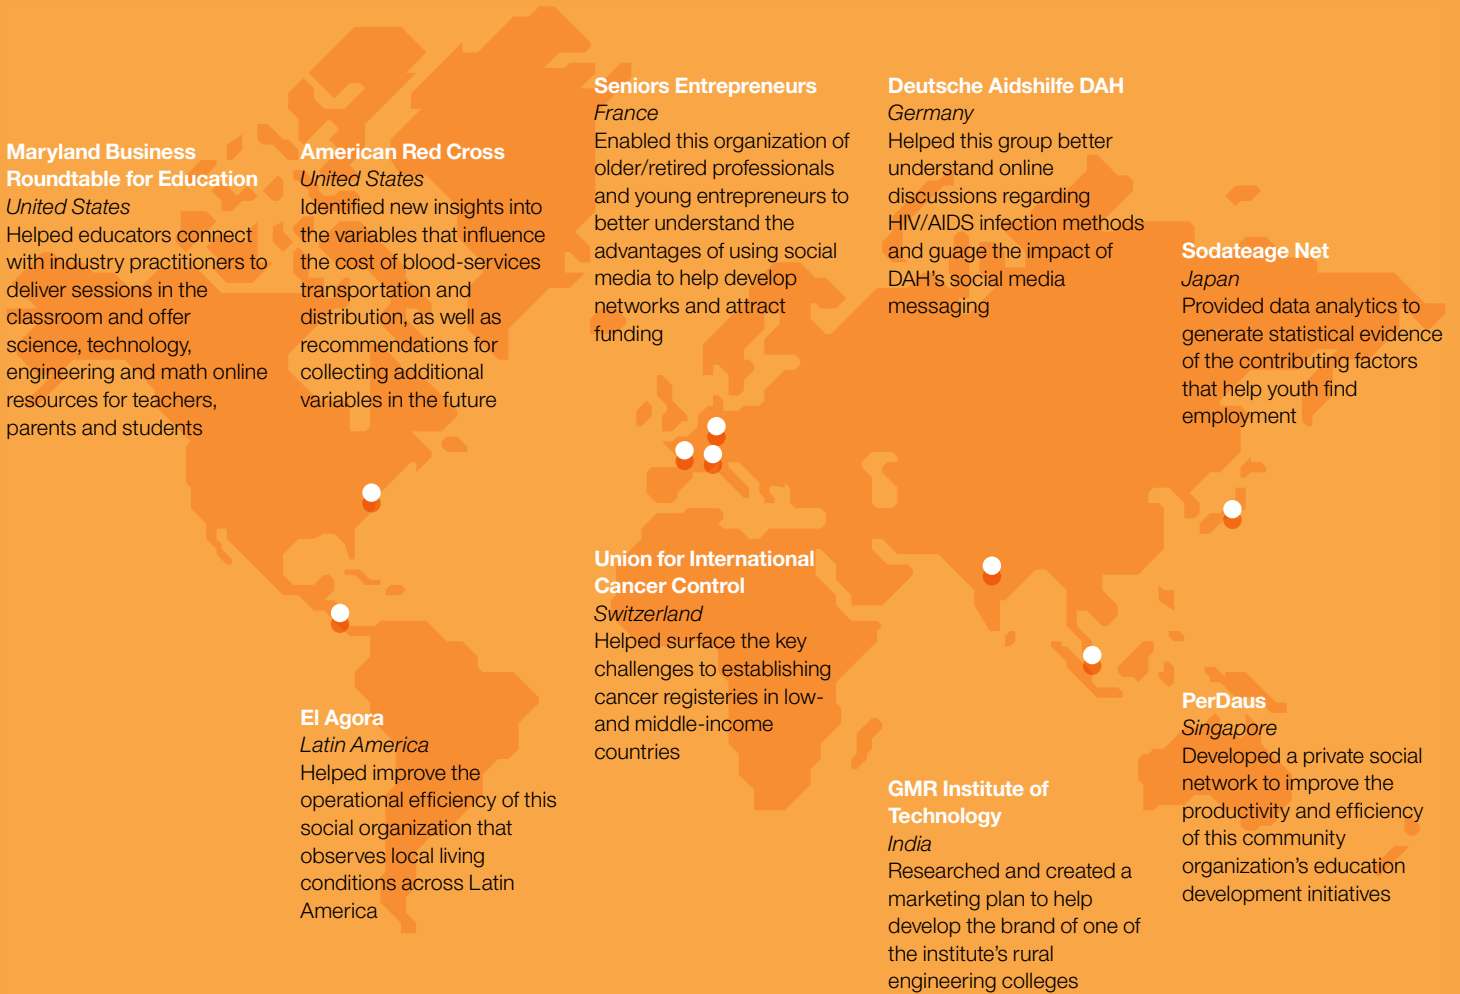 Maryland Business
Roundtable for Education
United States
Helped educators connect
with industry practitioners to
deliver sessions in the
classroom and offer
science, technology,
engineering and math online
resources for teachers,
parents and students
American Red Cross
United States
Identified new insights into
the variables that influence
the cost of blood-services
transportation and
distribution, as well as
recommendations for
collecting additional
variables in the future
El Agora
Latin America
Helped improve the
operational efficiency of this
social organization that
observes local living
conditions across Latin
America
Seniors Entrepreneurs
France
Enabled this organization of
older/retired professionals
and young entrepreneurs to
better understand the
advantages of using social
media to help develop
networks and attract
funding
Union for International
Cancer Control
Switzerland
Helped surface the key
challenges to establishing
cancer registeries in low-
and middle-income
countries
Deutsche Aidshilfe DAH
Germany
Helped this group better
understand online
discussions regarding
HIV/AIDS infection methods
and guage the impact of
DAH's social media
messaging
GMR Institute of
Technology
India
Researched and created a
marketing plan to help
develop the brand of one of
the institute's rural
engineering colleges
Sodateage Net
Japan
Provided data analytics to
generate statistical evidence
of the contributing factors
that help youth find
employment
PerDaus
Singapore
Developed a private social
network to improve the
productivity and efficiency
of this community
organization's education
development initiatives